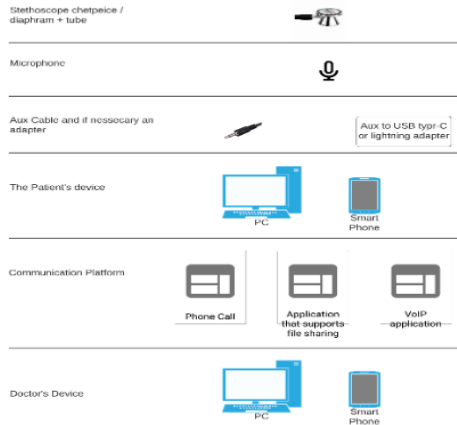 Stethoscope chetpeice /
diaphram + tube
Microphone
Aux Cable and if nessecary an
adapter
Aux to USB typr-C
or lightning adapter
The Patient's device
PC
Smart
Phone
Communication Platform
Phone Call
Application
that supports
file sharing
VoIP
application
Doctor's Device
PC
Smart
Phone